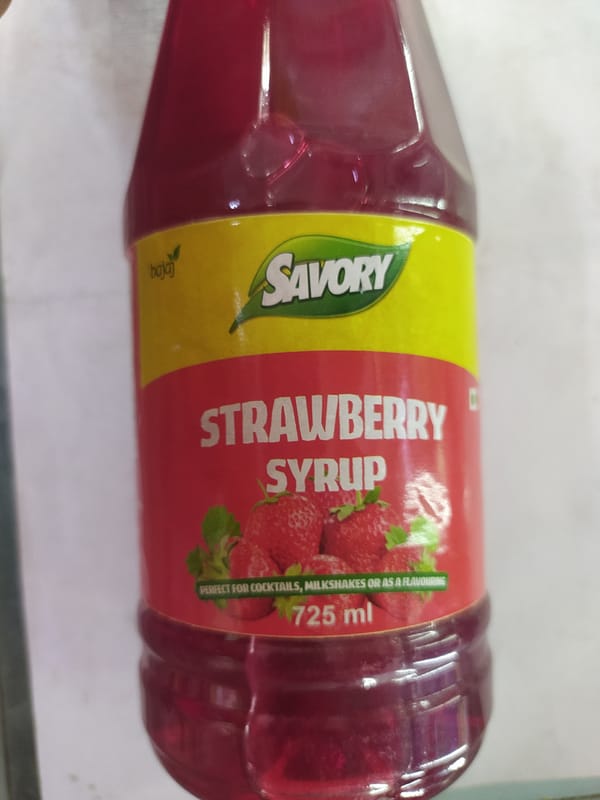 bajaj
SAVORY
STRAWBERRY
SYRUP
PERFECT FOR COCKTAILS, MILKSHAKES OR AS A FLAVOURING
725 ml